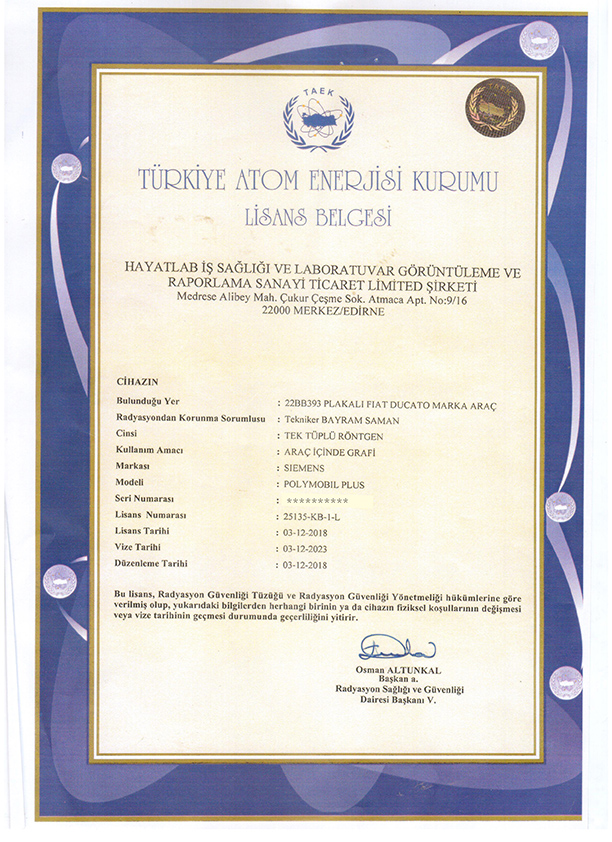 TAEK
TAEK
TÜRKİYE ATOM ENERJİSİ KURUMU
LİSANS BELGESİ
HAYATLAB İŞ SAĞLIĞI VE LABORATUVAR GÖRÜNTÜLEME VE
RAPORLAMA SANAYİ TİCARET LİMİTED ŞİRKETİ
Medrese Alibey Mah. Çukur Çeşme Sok. Atmaca Apt. No:9/16
22000 MERKEZ/EDİRNE
CİHAZIN
Bulunduğu Yer : 22BB393 PLAKALI FIAT DUCATO MARKA ARAÇ
Radyasyondan Korunma Sorumlusu : Tekniker BAYRAM SAMAN
Cinsi : TEK TÜPLÜ RÖNTGEN
Kullanım Amacı : ARAÇ İÇİNDE GRAFİ
Markası : SIEMENS
Modeli : POLYMOBIL PLUS
Seri Numarası : **********
Lisans Numarası : 25135-KB-1-L
Lisans Tarihi : 03-12-2018
Vize Tarihi : 03-12-2023
Düzenleme Tarihi : 03-12-2018
Bu lisans, Radyasyon Güvenliği Tüzüğü ve Radyasyon Güvenliği Yönetmeliği hükümlerine göre
verilmiş olup, yukarıdaki bilgilerden herhangi birinin ya da cihazın fiziksel koşullarının değişmesi
veya vize tarihinin geçmesi durumunda geçerliliğini yitirir.
Osman ALTUNKAL
Başkan a.
Radyasyon Sağlığı ve Güvenliği
Dairesi Başkanı V.